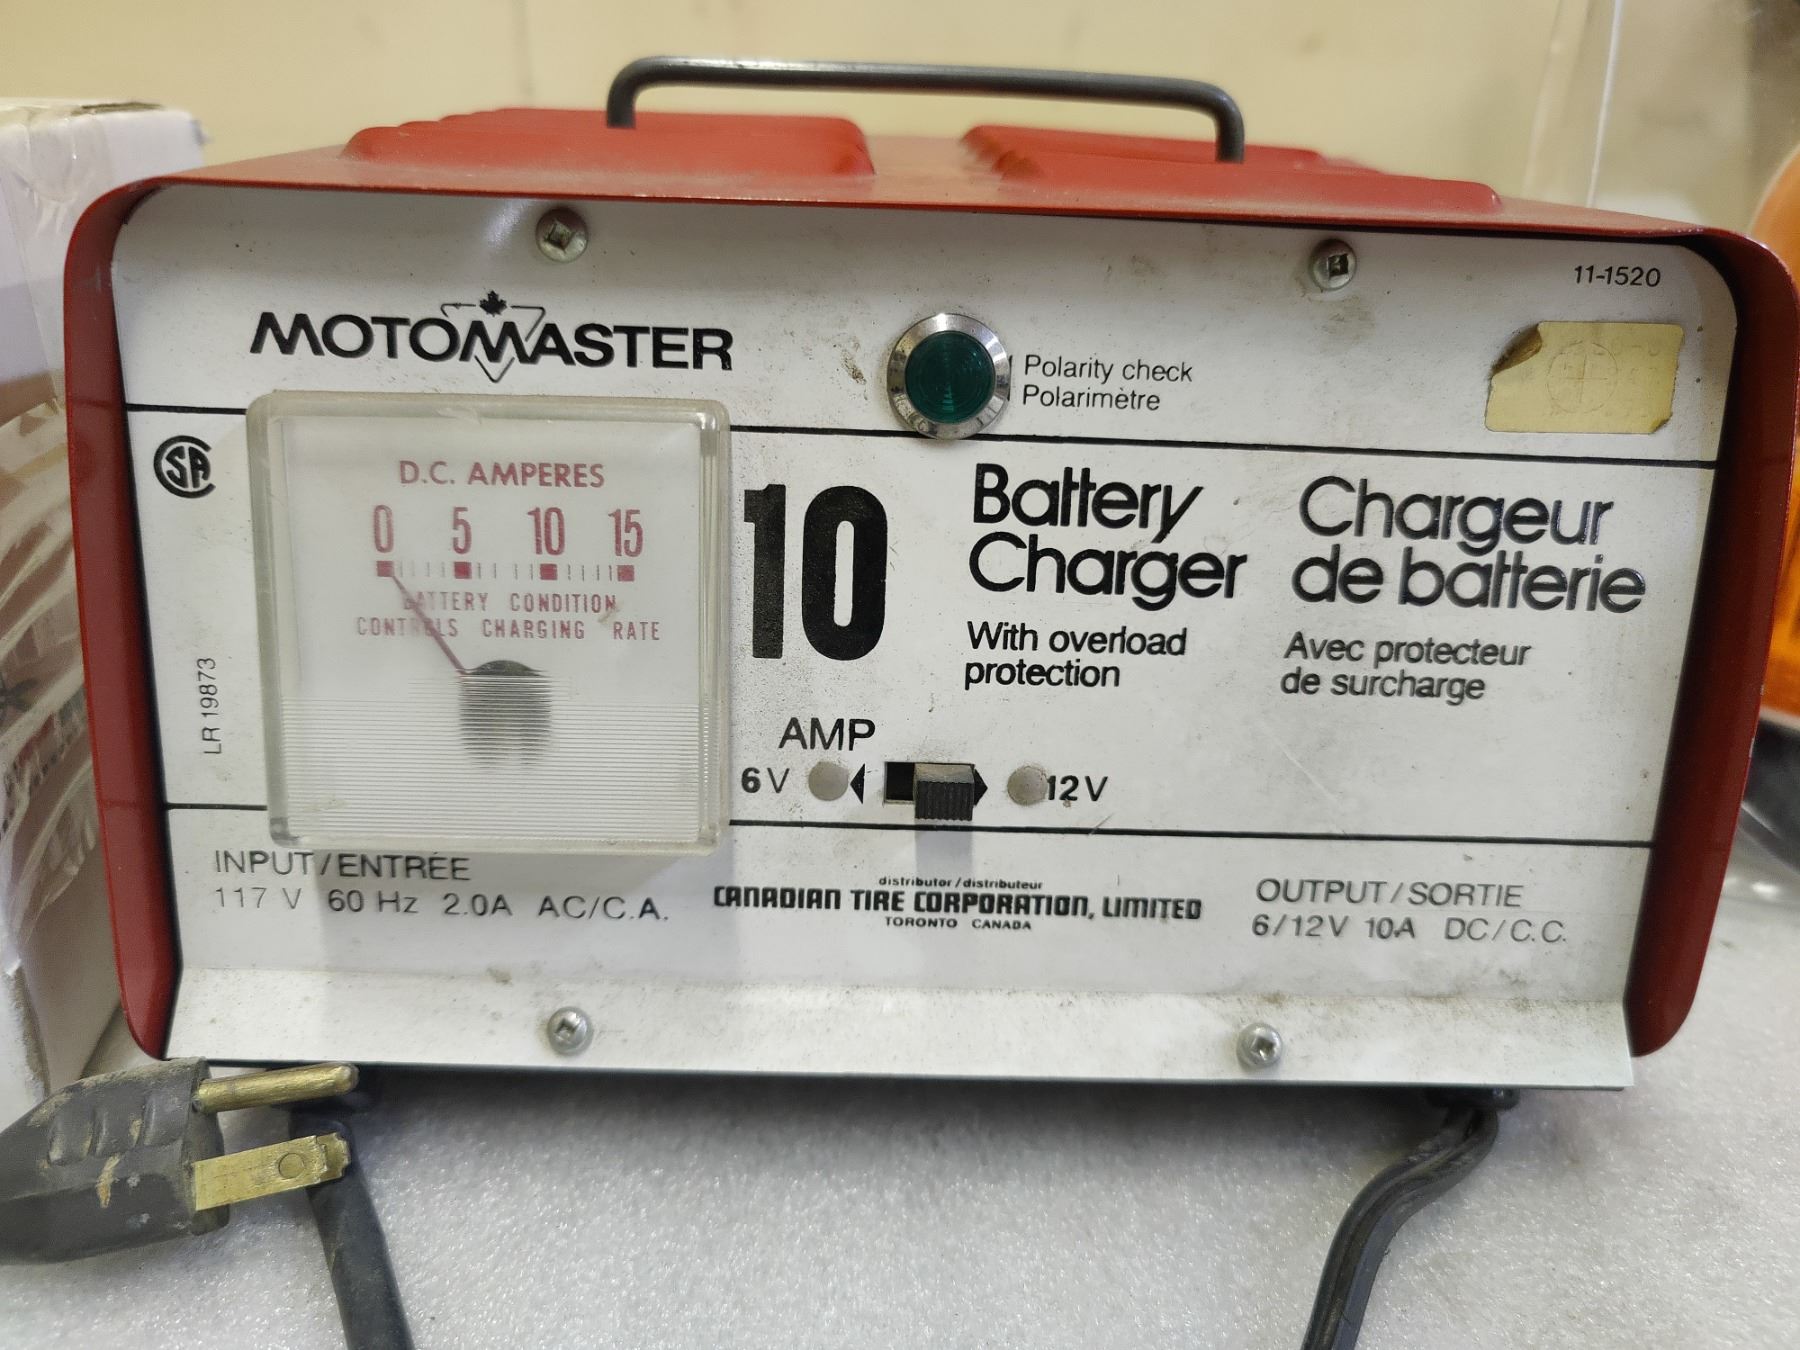 11-1520
MOTOMASTER
Polarity check
Polarimètre
SA
D.C. AMPERES
0 5 10 15
BATTERY CONDITION
CONTROLS CHARGING RATE
LR 19873
10
AMP
Battery
Charger
With overload
protection
Chargeur
de batterie
Avec protecteur
de surcharge
6V 12V
INPUT/ENTRÉE
117 V 60 Hz 2.0A AC/C.A.
distributor/distributeur
CANADIAN TIRE CORPORATION, LIMITED
TORONTO CANADA
OUTPUT/SORTIE
6/12V 10A DC/C.C.